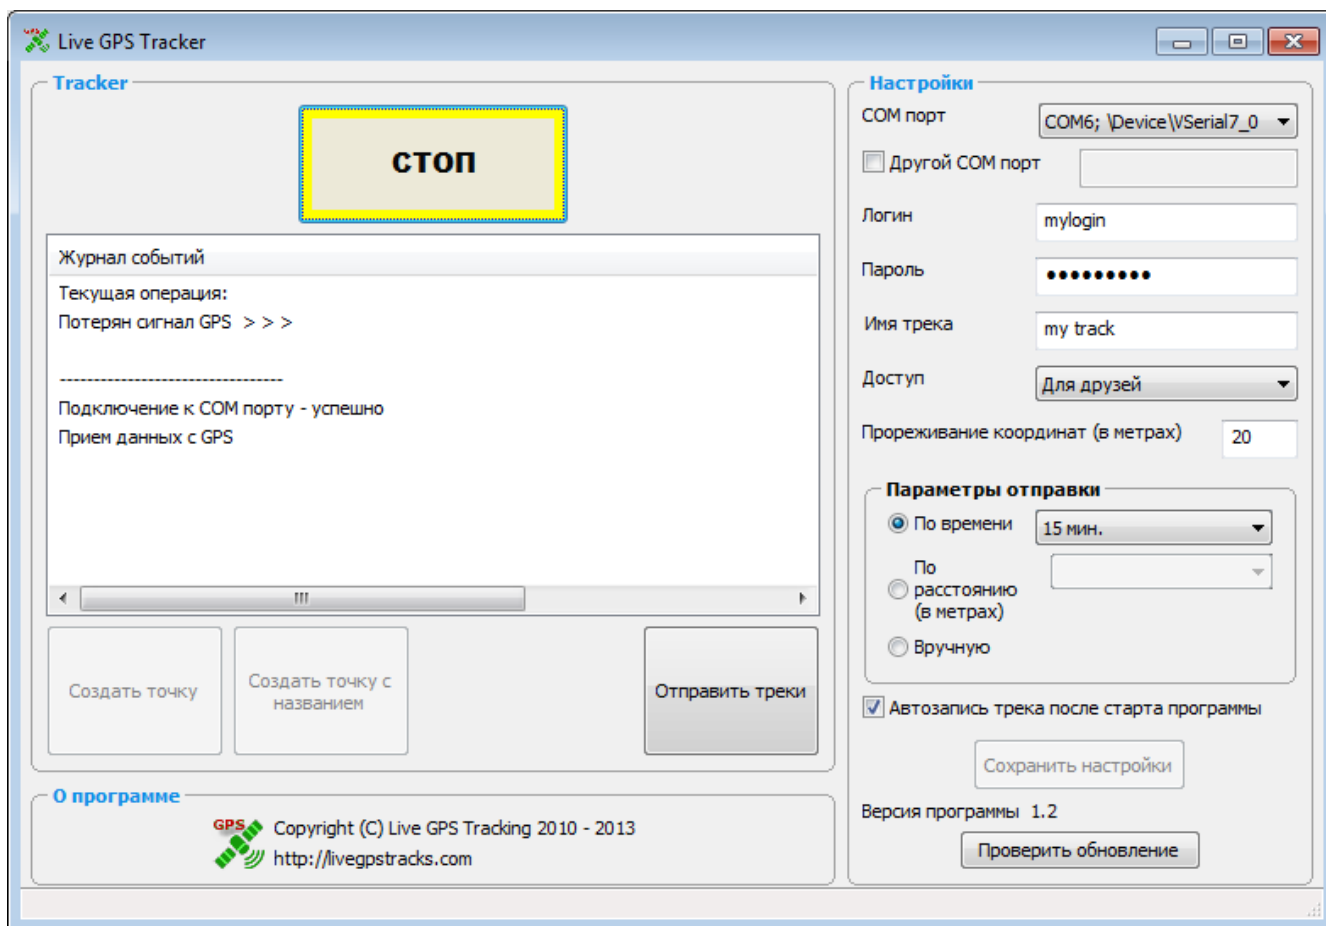 Live GPS Tracker
Tracker
стоп
Журнал событий
Текущая операция:
Потерян сигнал GPS > > >
---------------------------------
Подключение к COM порту - успешно
Прием данных с GPS
Создать точку
Создать точку с
названием
Отправить треки
О программе
GPS
Copyright (C) Live GPS Tracking 2010 - 2013
http://livegpstracks.com
Настройки
COM порт
COM6; \Device\VSerial7_0
Другой COM порт
Логин
mylogin
Пароль
●●●●●●●●●
Имя трека
my track
Доступ
Для друзей
Прореживание координат (в метрах)
20
Параметры отправки
По времени
15 мин.
По
расстоянию
(в метрах)
Вручную
Автозапись трека после старта программы
Сохранить настройки
Версия программы 1.2
Проверить обновление